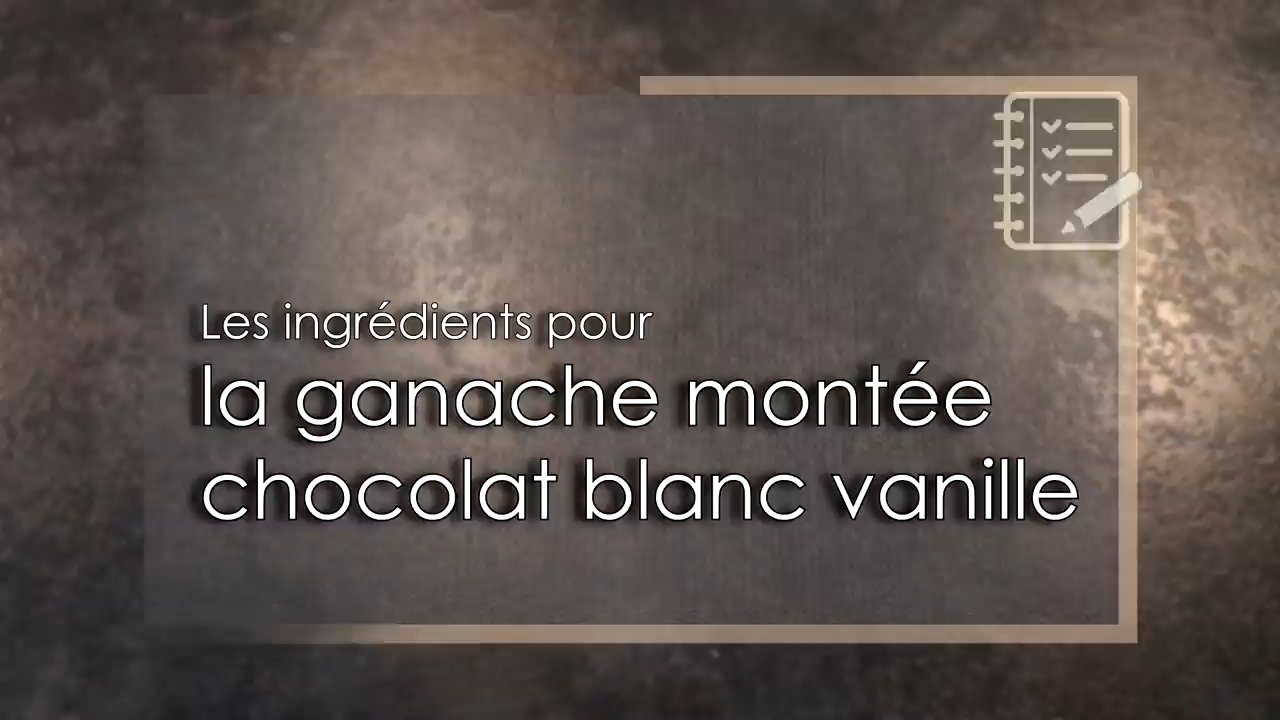 Les ingrédients pour
la ganache montée
chocolat blanc vanille